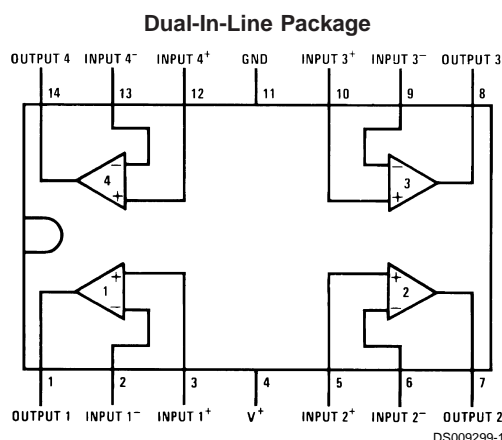 Dual-In-Line Package
OUTPUT 4 INPUT 4⁻ INPUT 4⁺ GND INPUT 3⁺ INPUT 3⁻ OUTPUT 3
14 13 12 11 10 9 8
− −
4 3
+ +
+ +
1 2
− −
1 2 3 4 5 6 7
OUTPUT 1 INPUT 1⁻ INPUT 1⁺ V⁺ INPUT 2⁺ INPUT 2⁻ OUTPUT 2
DS009299-1